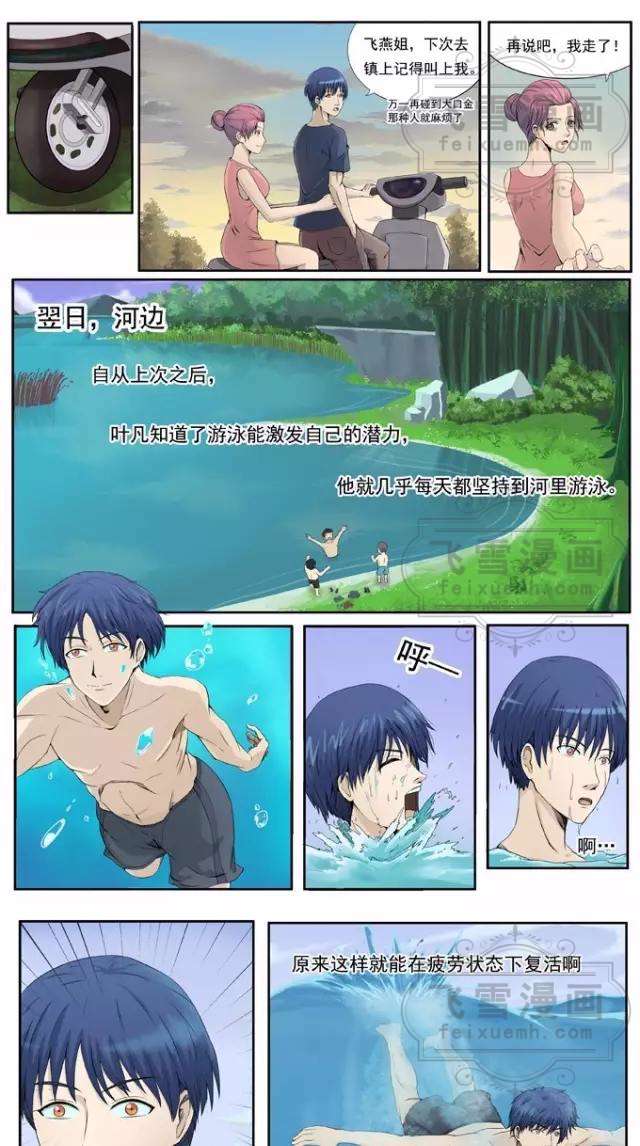 飞燕姐，下次去
镇上记得叫上我。
万一再碰到大口金
那种人就麻烦了
再说吧，我走了！
飞雪漫画
feixuemh.com
翌日，河边
自从上次之后，
叶凡知道了游泳能激发自己的潜力，
他就几乎每天都坚持到河里游泳。
飞雪漫画
feixuemh.com
呼—
啊…
原来这样就能在疲劳状态下复活啊
飞雪漫画
feixuemh.com